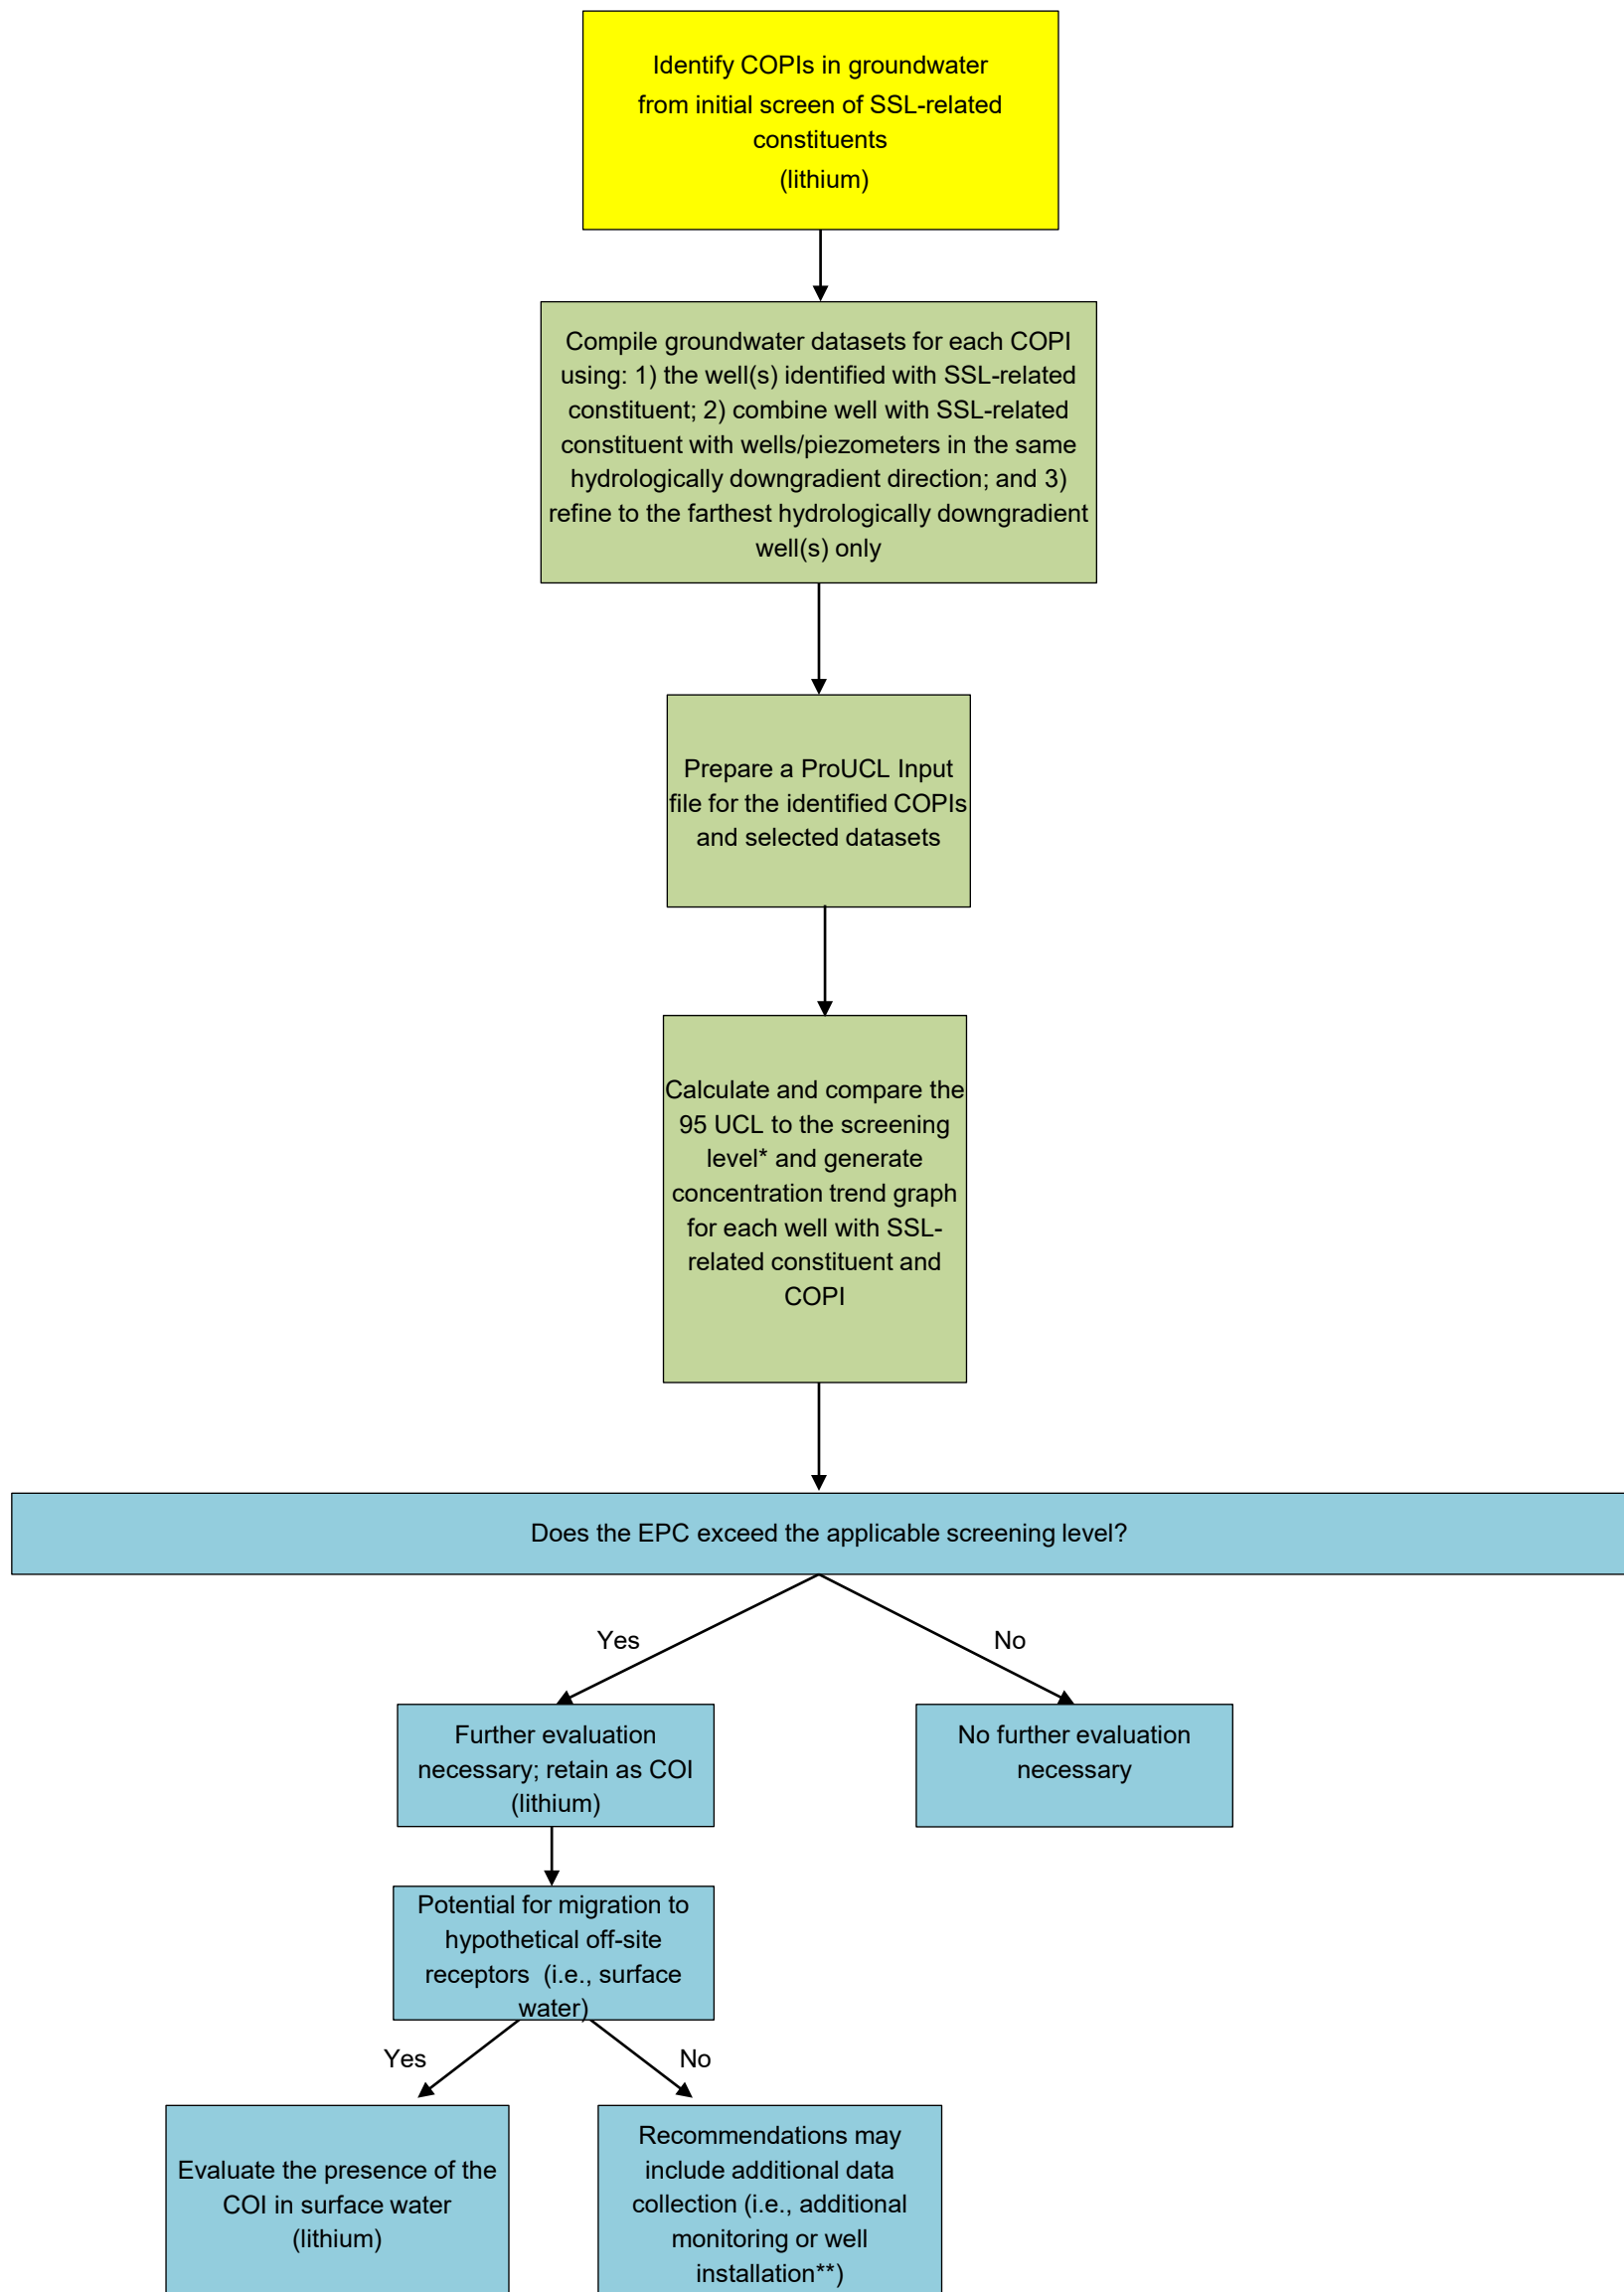 Identify COPIs in groundwater
from initial screen of SSL-related
constituents
(lithium)
Compile groundwater datasets for each COPI
using: 1) the well(s) identified with SSL-related
constituent; 2) combine well with SSL-related
constituent with wells/piezometers in the same
hydrologically downgradient direction; and 3)
refine to the farthest hydrologically downgradient
well(s) only
Prepare a ProUCL Input
file for the identified COPIs
and selected datasets
Calculate and compare the
95 UCL to the screening
level* and generate
concentration trend graph
for each well with SSL-
related constituent and
COPI
Does the EPC exceed the applicable screening level?
Yes
No
Further evaluation
necessary; retain as COI
(lithium)
No further evaluation
necessary
Potential for migration to
hypothetical off-site
receptors (i.e., surface
water)
Yes
No
Evaluate the presence of the
COI in surface water
(lithium)
Recommendations may
include additional data
collection (i.e., additional
monitoring or well
installation**)